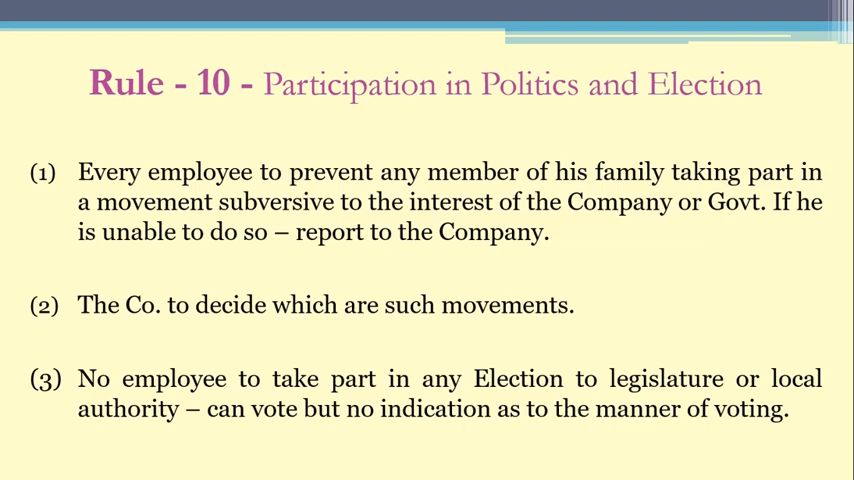 Rule - 10 - Participation in Politics and Election
(1) Every employee to prevent any member of his family taking part in
a movement subversive to the interest of the Company or Govt. If he
is unable to do so – report to the Company.
(2) The Co. to decide which are such movements.
(3) No employee to take part in any Election to legislature or local
authority – can vote but no indication as to the manner of voting.